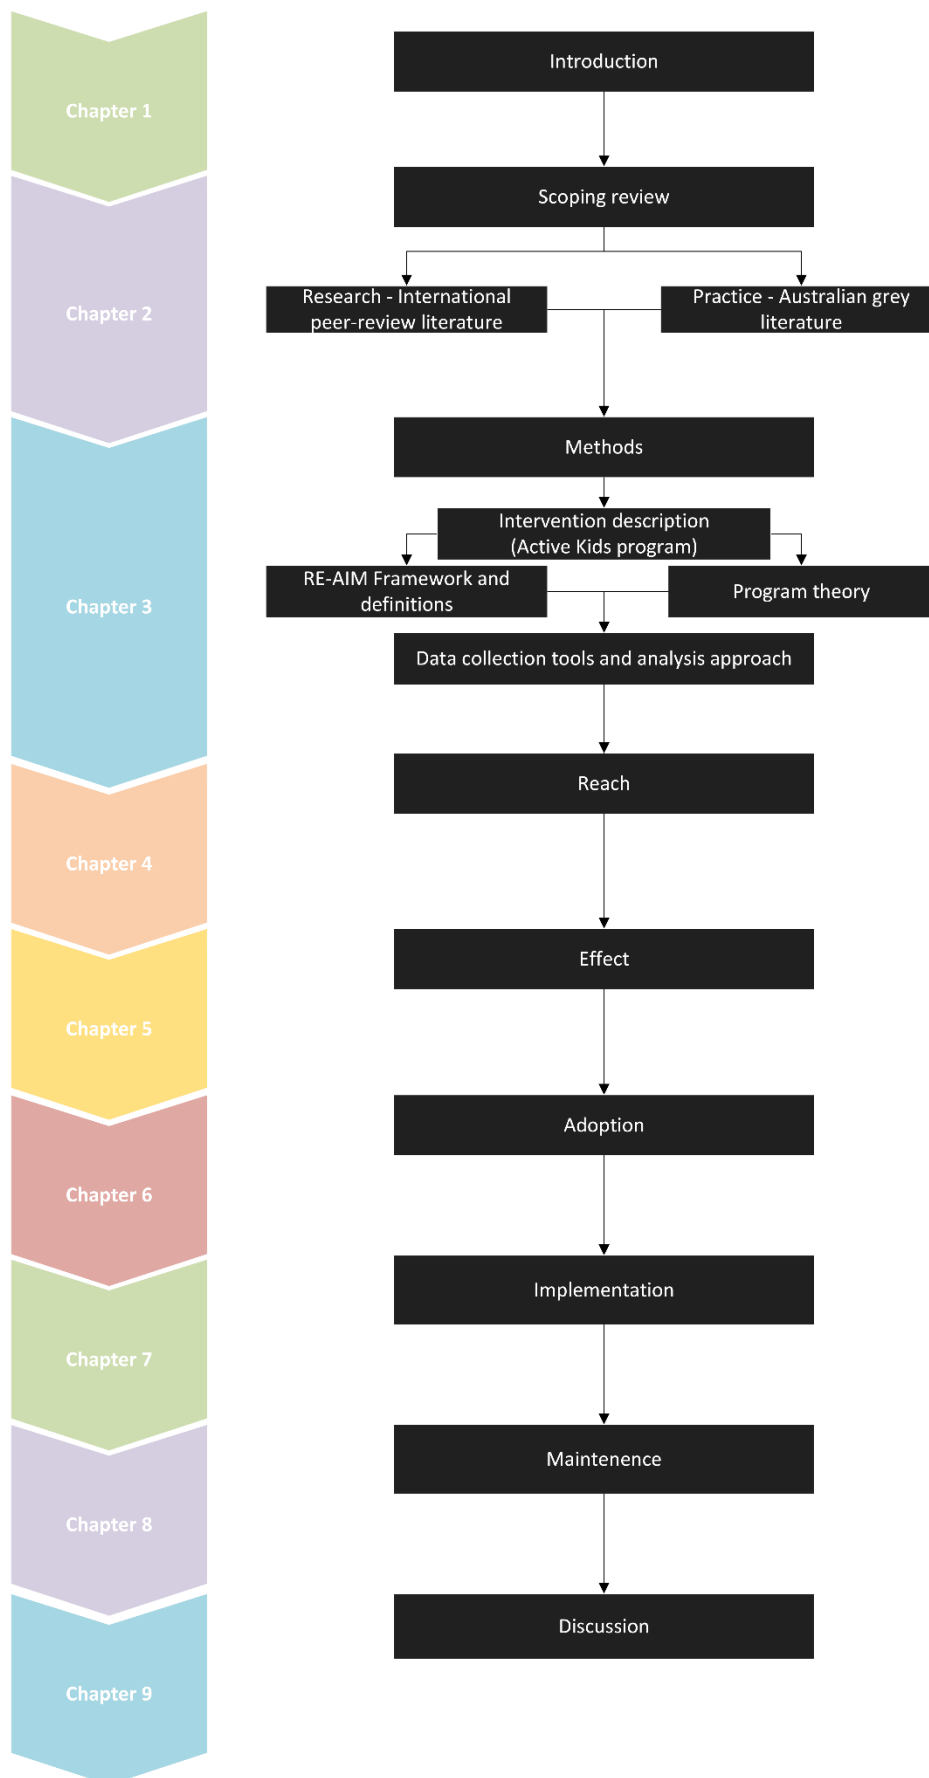 Chapter 1
Introduction
Chapter 2
Scoping review
Research - International
peer-review literature
Practice - Australian grey
literature
Chapter 3
Methods
Intervention description
(Active Kids program)
RE-AIM Framework and
definitions
Program theory
Data collection tools and analysis approach
Chapter 4
Reach
Chapter 5
Effect
Chapter 6
Adoption
Chapter 7
Implementation
Chapter 8
Maintenence
Chapter 9
Discussion